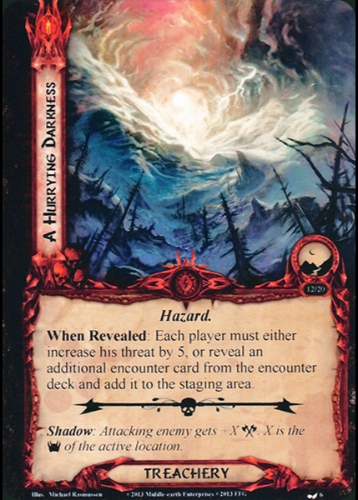 A Hurrying Darkness
12/20
Hazard.
When Revealed: Each player must either
increase his threat by 5, or reveal an
additional encounter card from the encounter
deck and add it to the staging area.
Shadow: Attacking enemy gets +X. X is the
of the active location.
TREACHERY
Illus. Michael Rasmussen ©2013 Middle-earth Enterprises ©2013 FFG 6